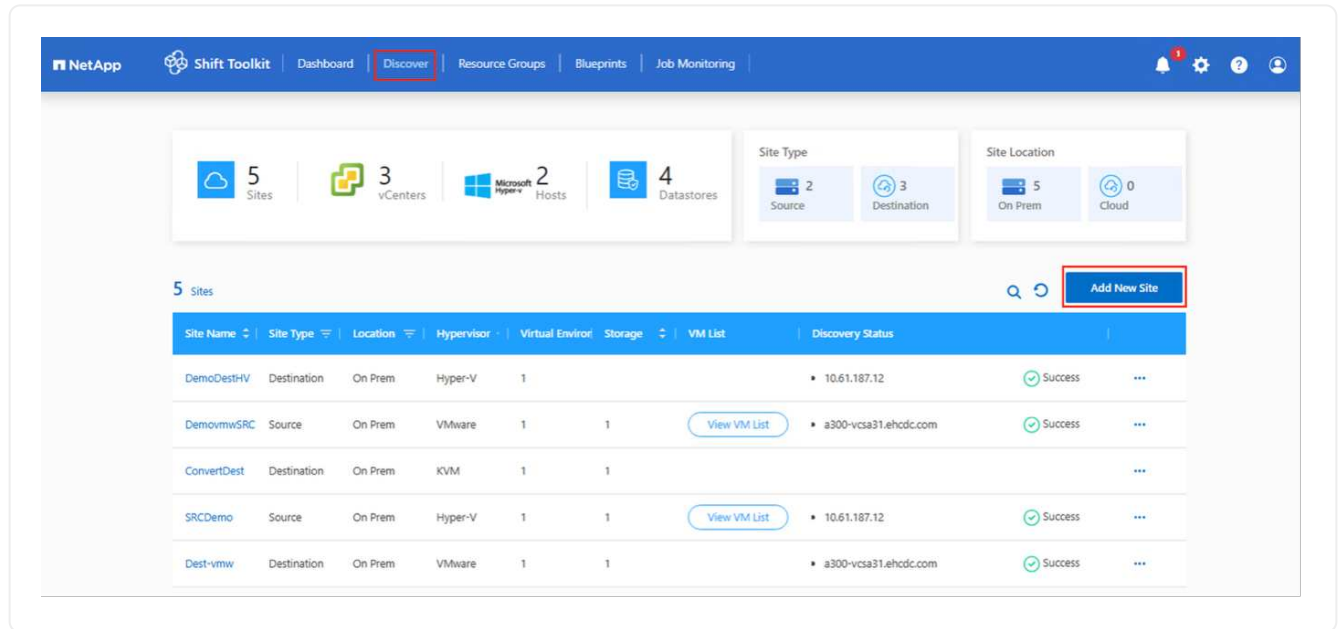 NetApp Shift Toolkit Dashboard Discover Resource Groups Blueprints Job Monitoring 1 ?
5 Sites
3 vCenters
Microsoft Hyper-v 2 Hosts
4 Datastores
Site Type
2 Source
3 Destination
Site Location
5 On Prem
0 Cloud
5 Sites
Add New Site
Site Name Site Type Location Hypervisor Virtual Environ Storage VM List Discovery Status
DemoDestHV Destination On Prem Hyper-V 1 • 10.61.187.12 Success ...
DemovmwSRC Source On Prem VMware 1 1 View VM List • a300-vcsa31.ehcdc.com Success ...
ConvertDest Destination On Prem KVM 1 1 ...
SRCDemo Source On Prem Hyper-V 1 1 View VM List • 10.61.187.12 Success ...
Dest-vmw Destination On Prem VMware 1 1 • a300-vcsa31.ehcdc.com Success ...